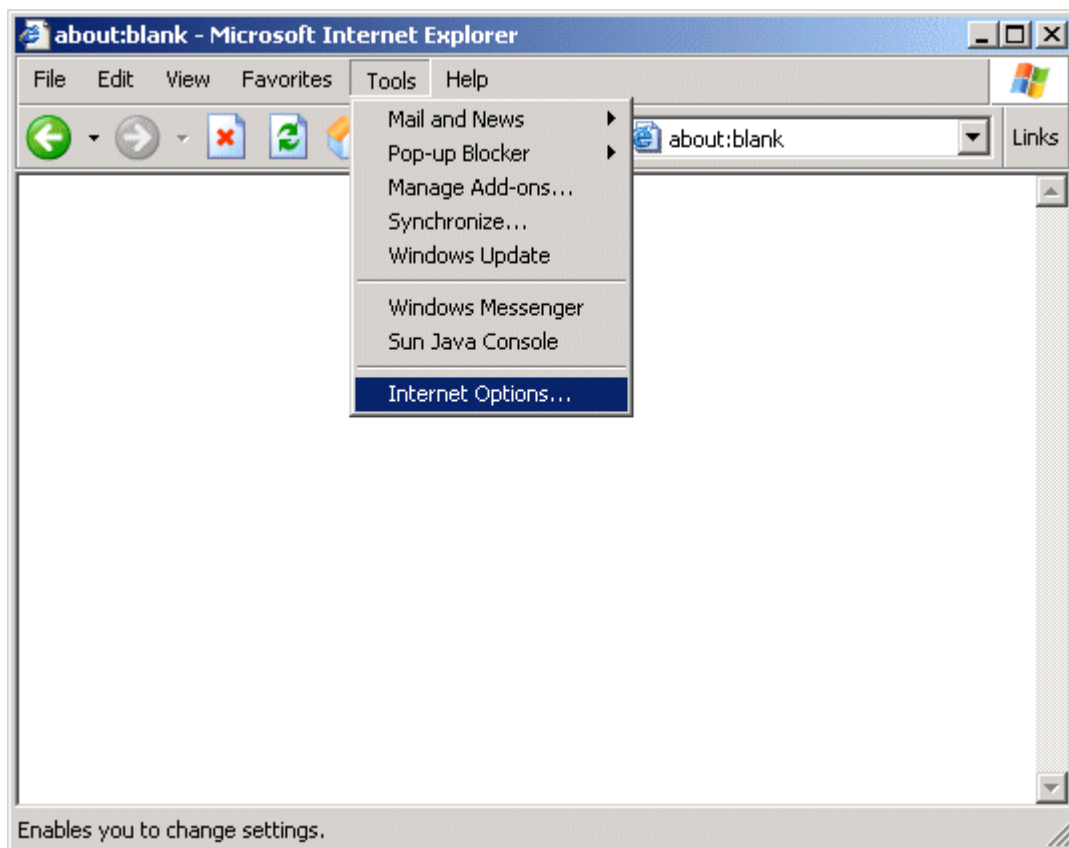 about:blank - Microsoft Internet Explorer
File Edit View Favorites Tools Help
about:blank Links
Mail and News
Pop-up Blocker
Manage Add-ons...
Synchronize...
Windows Update
Windows Messenger
Sun Java Console
Internet Options...
Enables you to change settings.